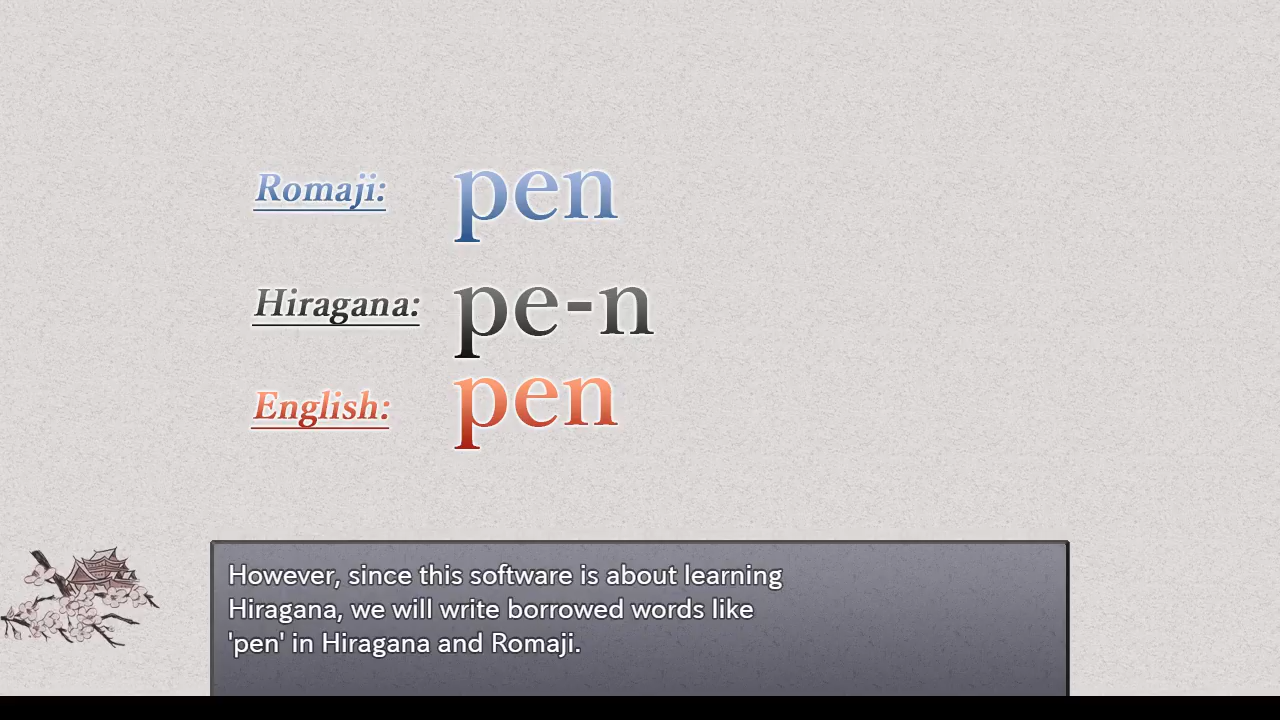 Romaji: pen
Hiragana: pe-n
English: pen
However, since this software is about learning
Hiragana, we will write borrowed words like
'pen' in Hiragana and Romaji.